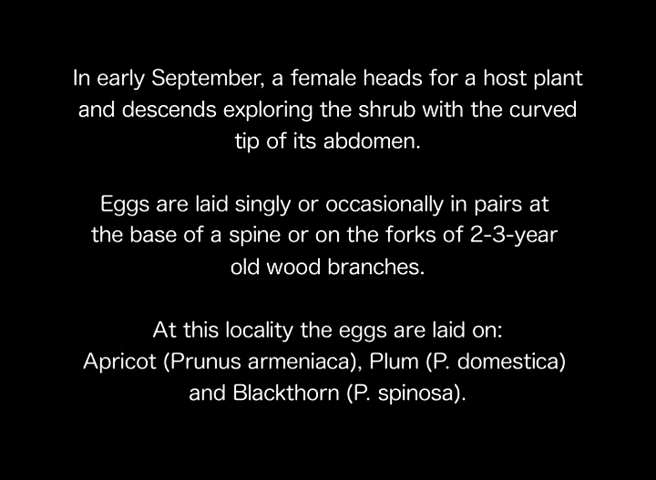 In early September, a female heads for a host plant
and descends exploring the shrub with the curved
tip of its abdomen.
Eggs are laid singly or occasionally in pairs at
the base of a spine or on the forks of 2-3-year
old wood branches.
At this locality the eggs are laid on:
Apricot (Prunus armeniaca), Plum (P. domestica)
and Blackthorn (P. spinosa).